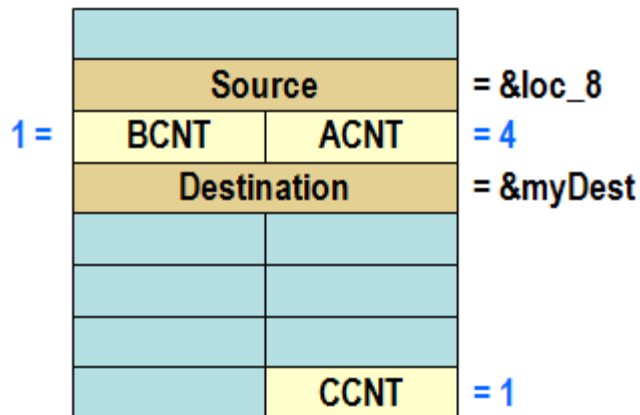 Source = &loc_8
1 = BCNT ACNT = 4
Destination = &myDest
CCNT = 1